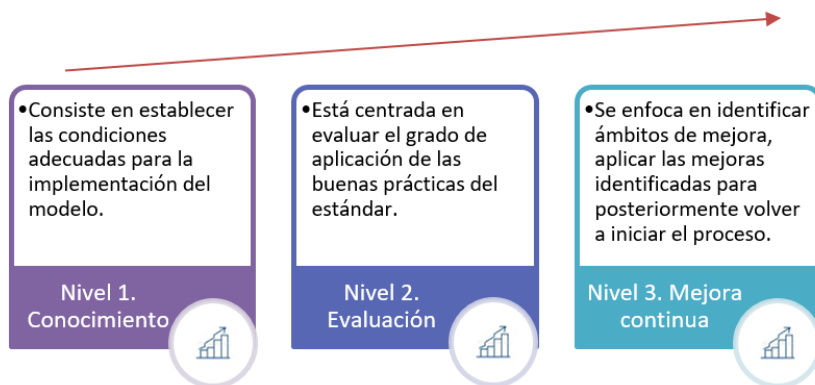 •Consiste en establecer
las condiciones
adecuadas para la
implementación del
modelo.
Nivel 1.
Conocimiento
•Está centrada en
evaluar el grado de
aplicación de las
buenas prácticas del
estándar.
Nivel 2.
Evaluación
•Se enfoca en identificar
ámbitos de mejora,
aplicar las mejoras
identificadas para
posteriormente volver
a iniciar el proceso.
Nivel 3. Mejora
continua